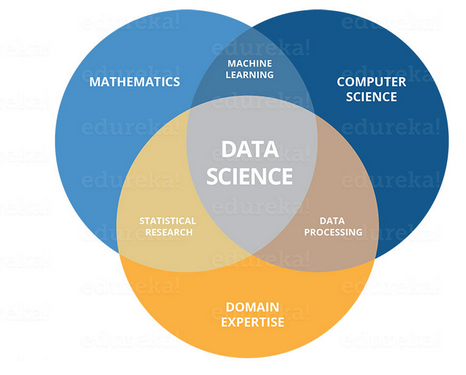 MACHINE
LEARNING
MATHEMATICS
COMPUTER
SCIENCE
DATA
SCIENCE
STATISTICAL
RESEARCH
DATA
PROCESSING
DOMAIN
EXPERTISE
edureka!